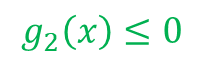 g₂(x) ≤ 0